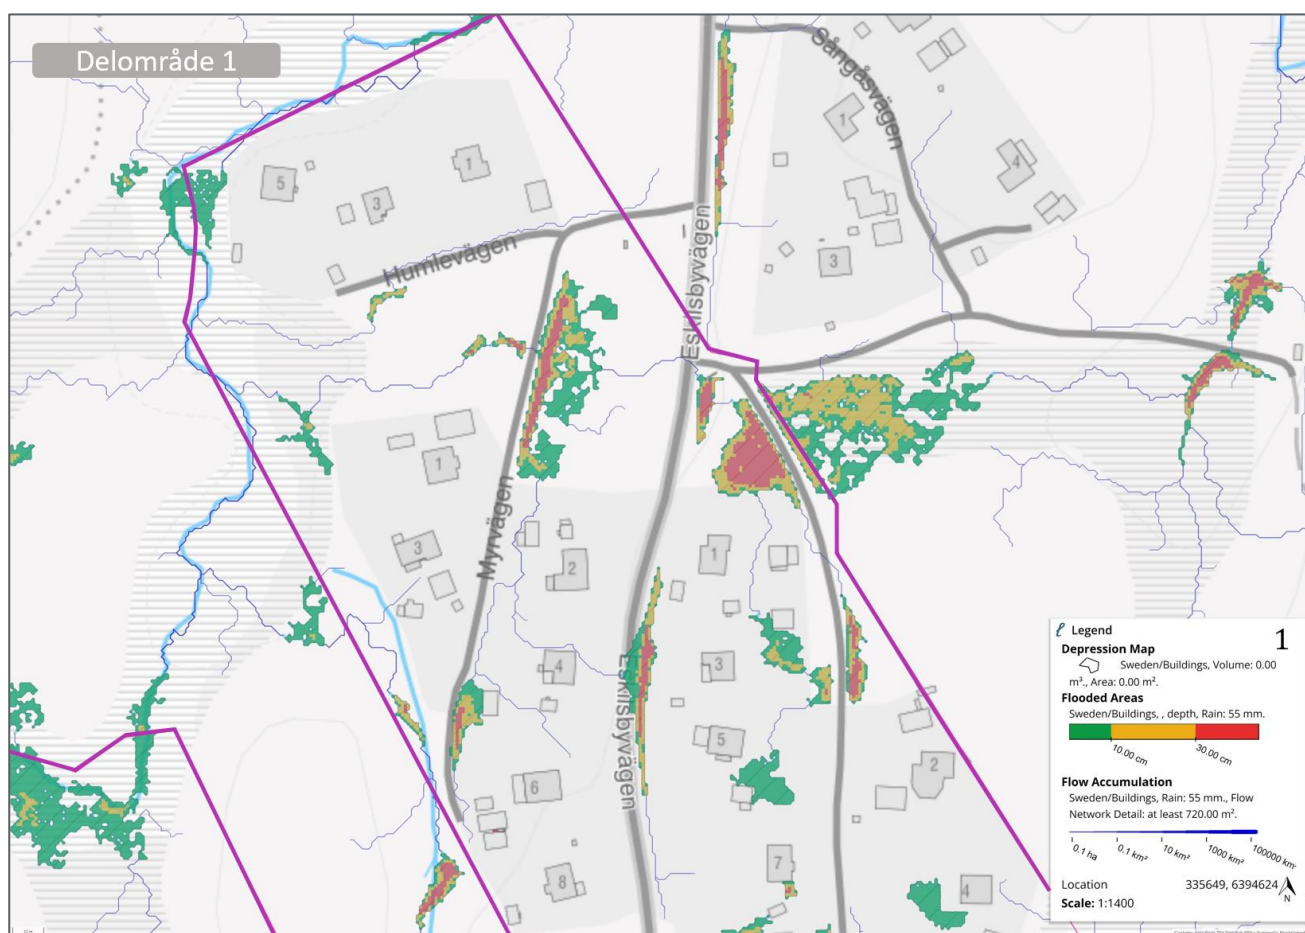 Delområde 1
Sångåsvägen
1
4
5
3
1
3
Humlevägen
Eskilsbyvägen
1
3
Myrvägen
2
1
4
3
Eskilsbyvägen
5
6
2
8
7
4
Legend
1
Depression Map
Sweden/Buildings, Volume: 0.00
m³., Area: 0.00 m².
Flooded Areas
Sweden/Buildings, , depth, Rain: 55 mm.
10.00 cm
30.00 cm
Flow Accumulation
Sweden/Buildings, Rain: 55 mm., Flow
Network Detail: at least 720.00 m².
0.1 ha
0.1 km²
10 km²
1000 km²
100000 km
Location
335649, 6394624
N
Scale: 1:1400